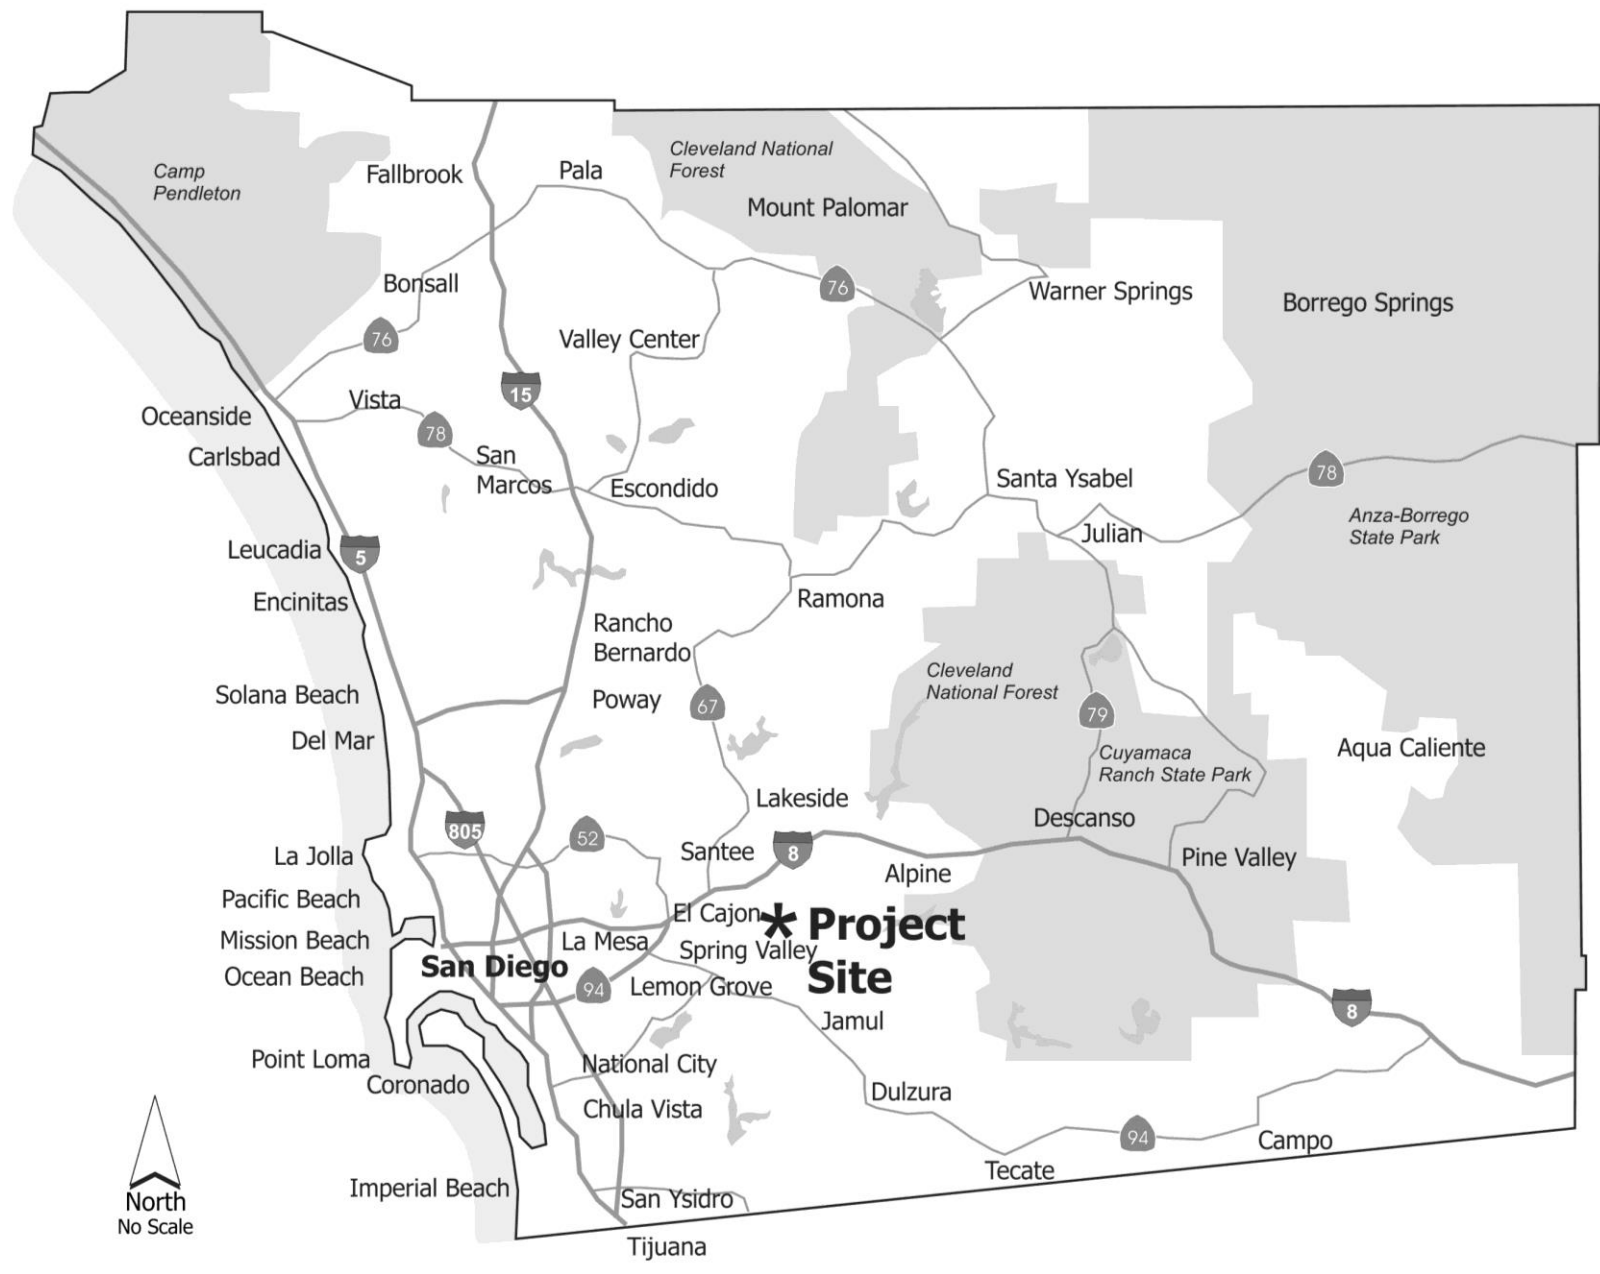 Cleveland National
Forest
Camp
Pendleton
Fallbrook
Pala
Mount Palomar
Bonsall
76
Warner Springs
Borrego Springs
76
Valley Center
15
Vista
Oceanside
78
Carlsbad
San
Marcos
Escondido
Santa Ysabel
78
Anza-Borrego
State Park
Julian
Leucadia
5
Encinitas
Ramona
Rancho
Bernardo
Cleveland
National Forest
Solana Beach
Poway
67
79
Del Mar
Cuyamaca
Ranch State Park
Aqua Caliente
Lakeside
Descanso
805
52
La Jolla
Santee
8
Alpine
Pine Valley
Pacific Beach
El Cajon
* Project
Site
Mission Beach
La Mesa
Spring Valley
Ocean Beach
San Diego
94
Lemon Grove
8
Jamul
Point Loma
National City
Coronado
Dulzura
Chula Vista
94
Campo
Tecate
Imperial Beach
San Ysidro
North
No Scale
Tijuana